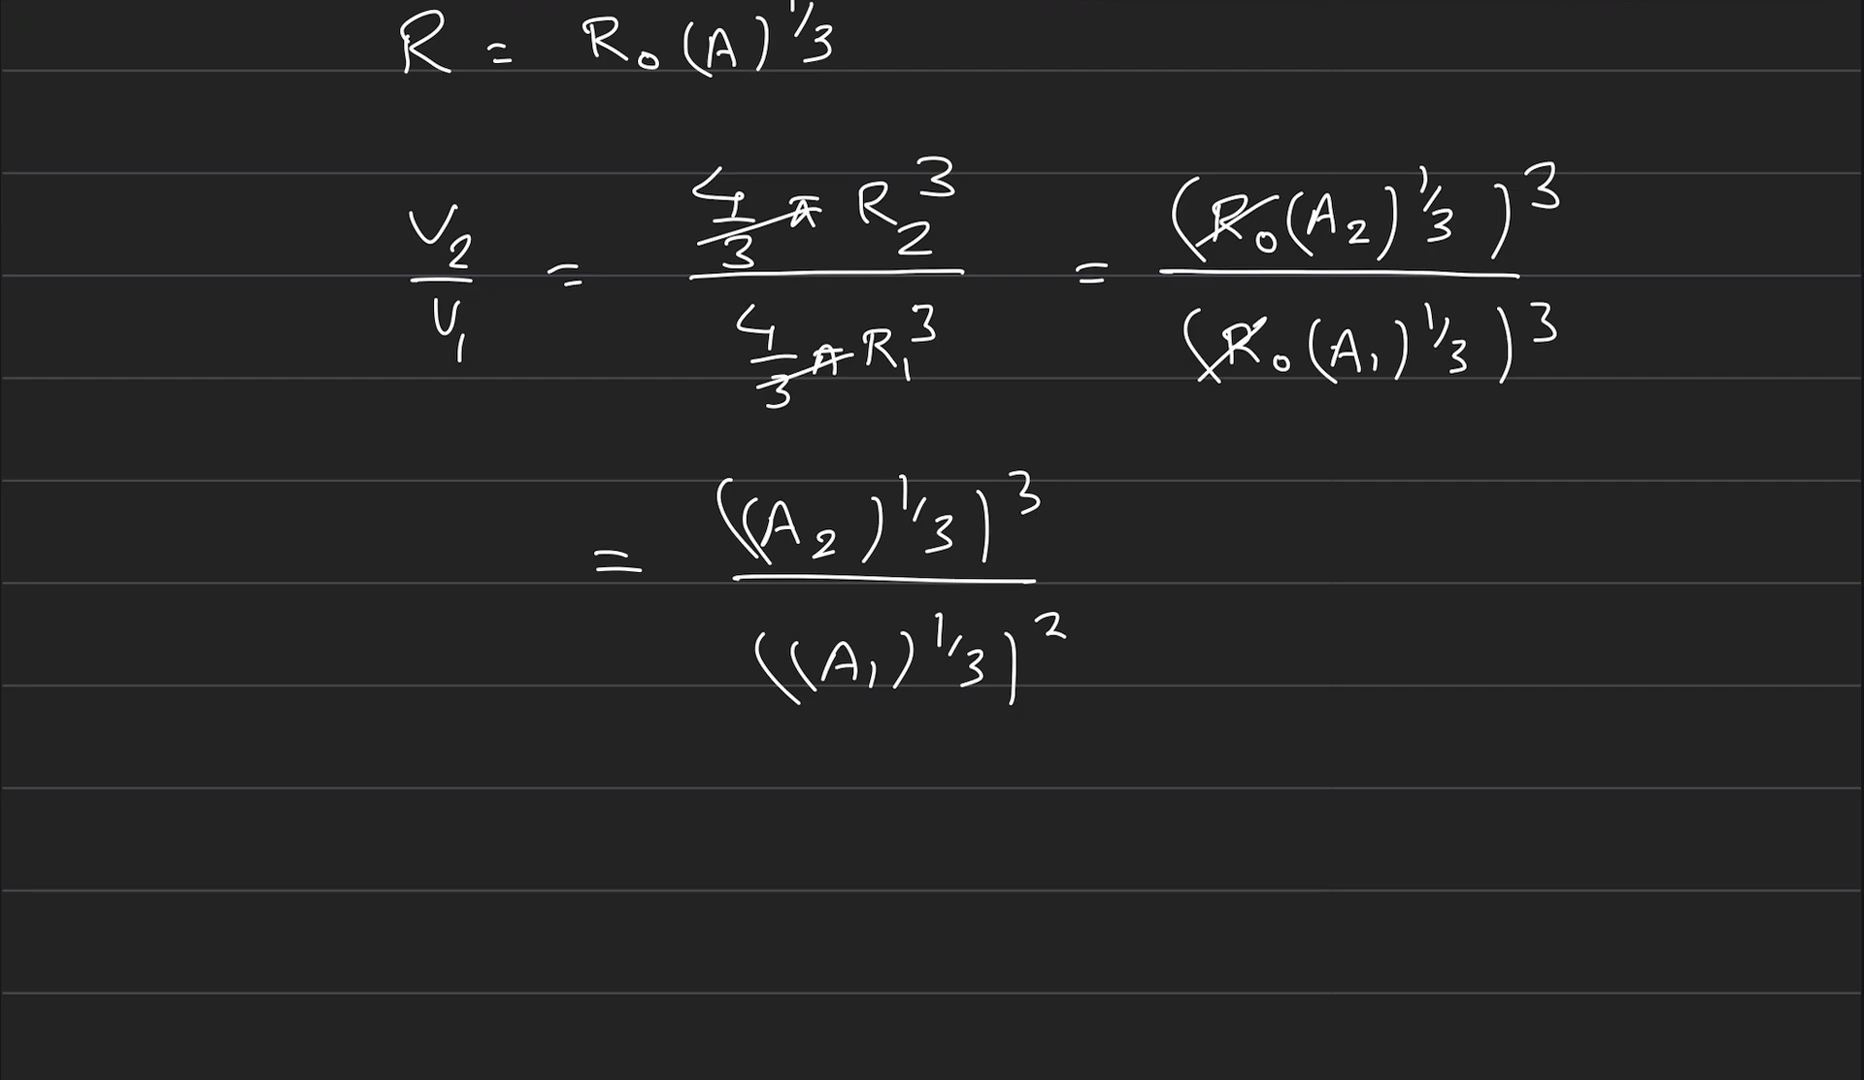 R = R₀(A)^1/3
V₂/V₁ = (4/3 π R₂³)/(4/3 π R₁³) = (R₀(A₂)^1/3)³/(R₀(A₁)^1/3)³
= ((A₂)^1/3)³/((A₁)^1/3)²